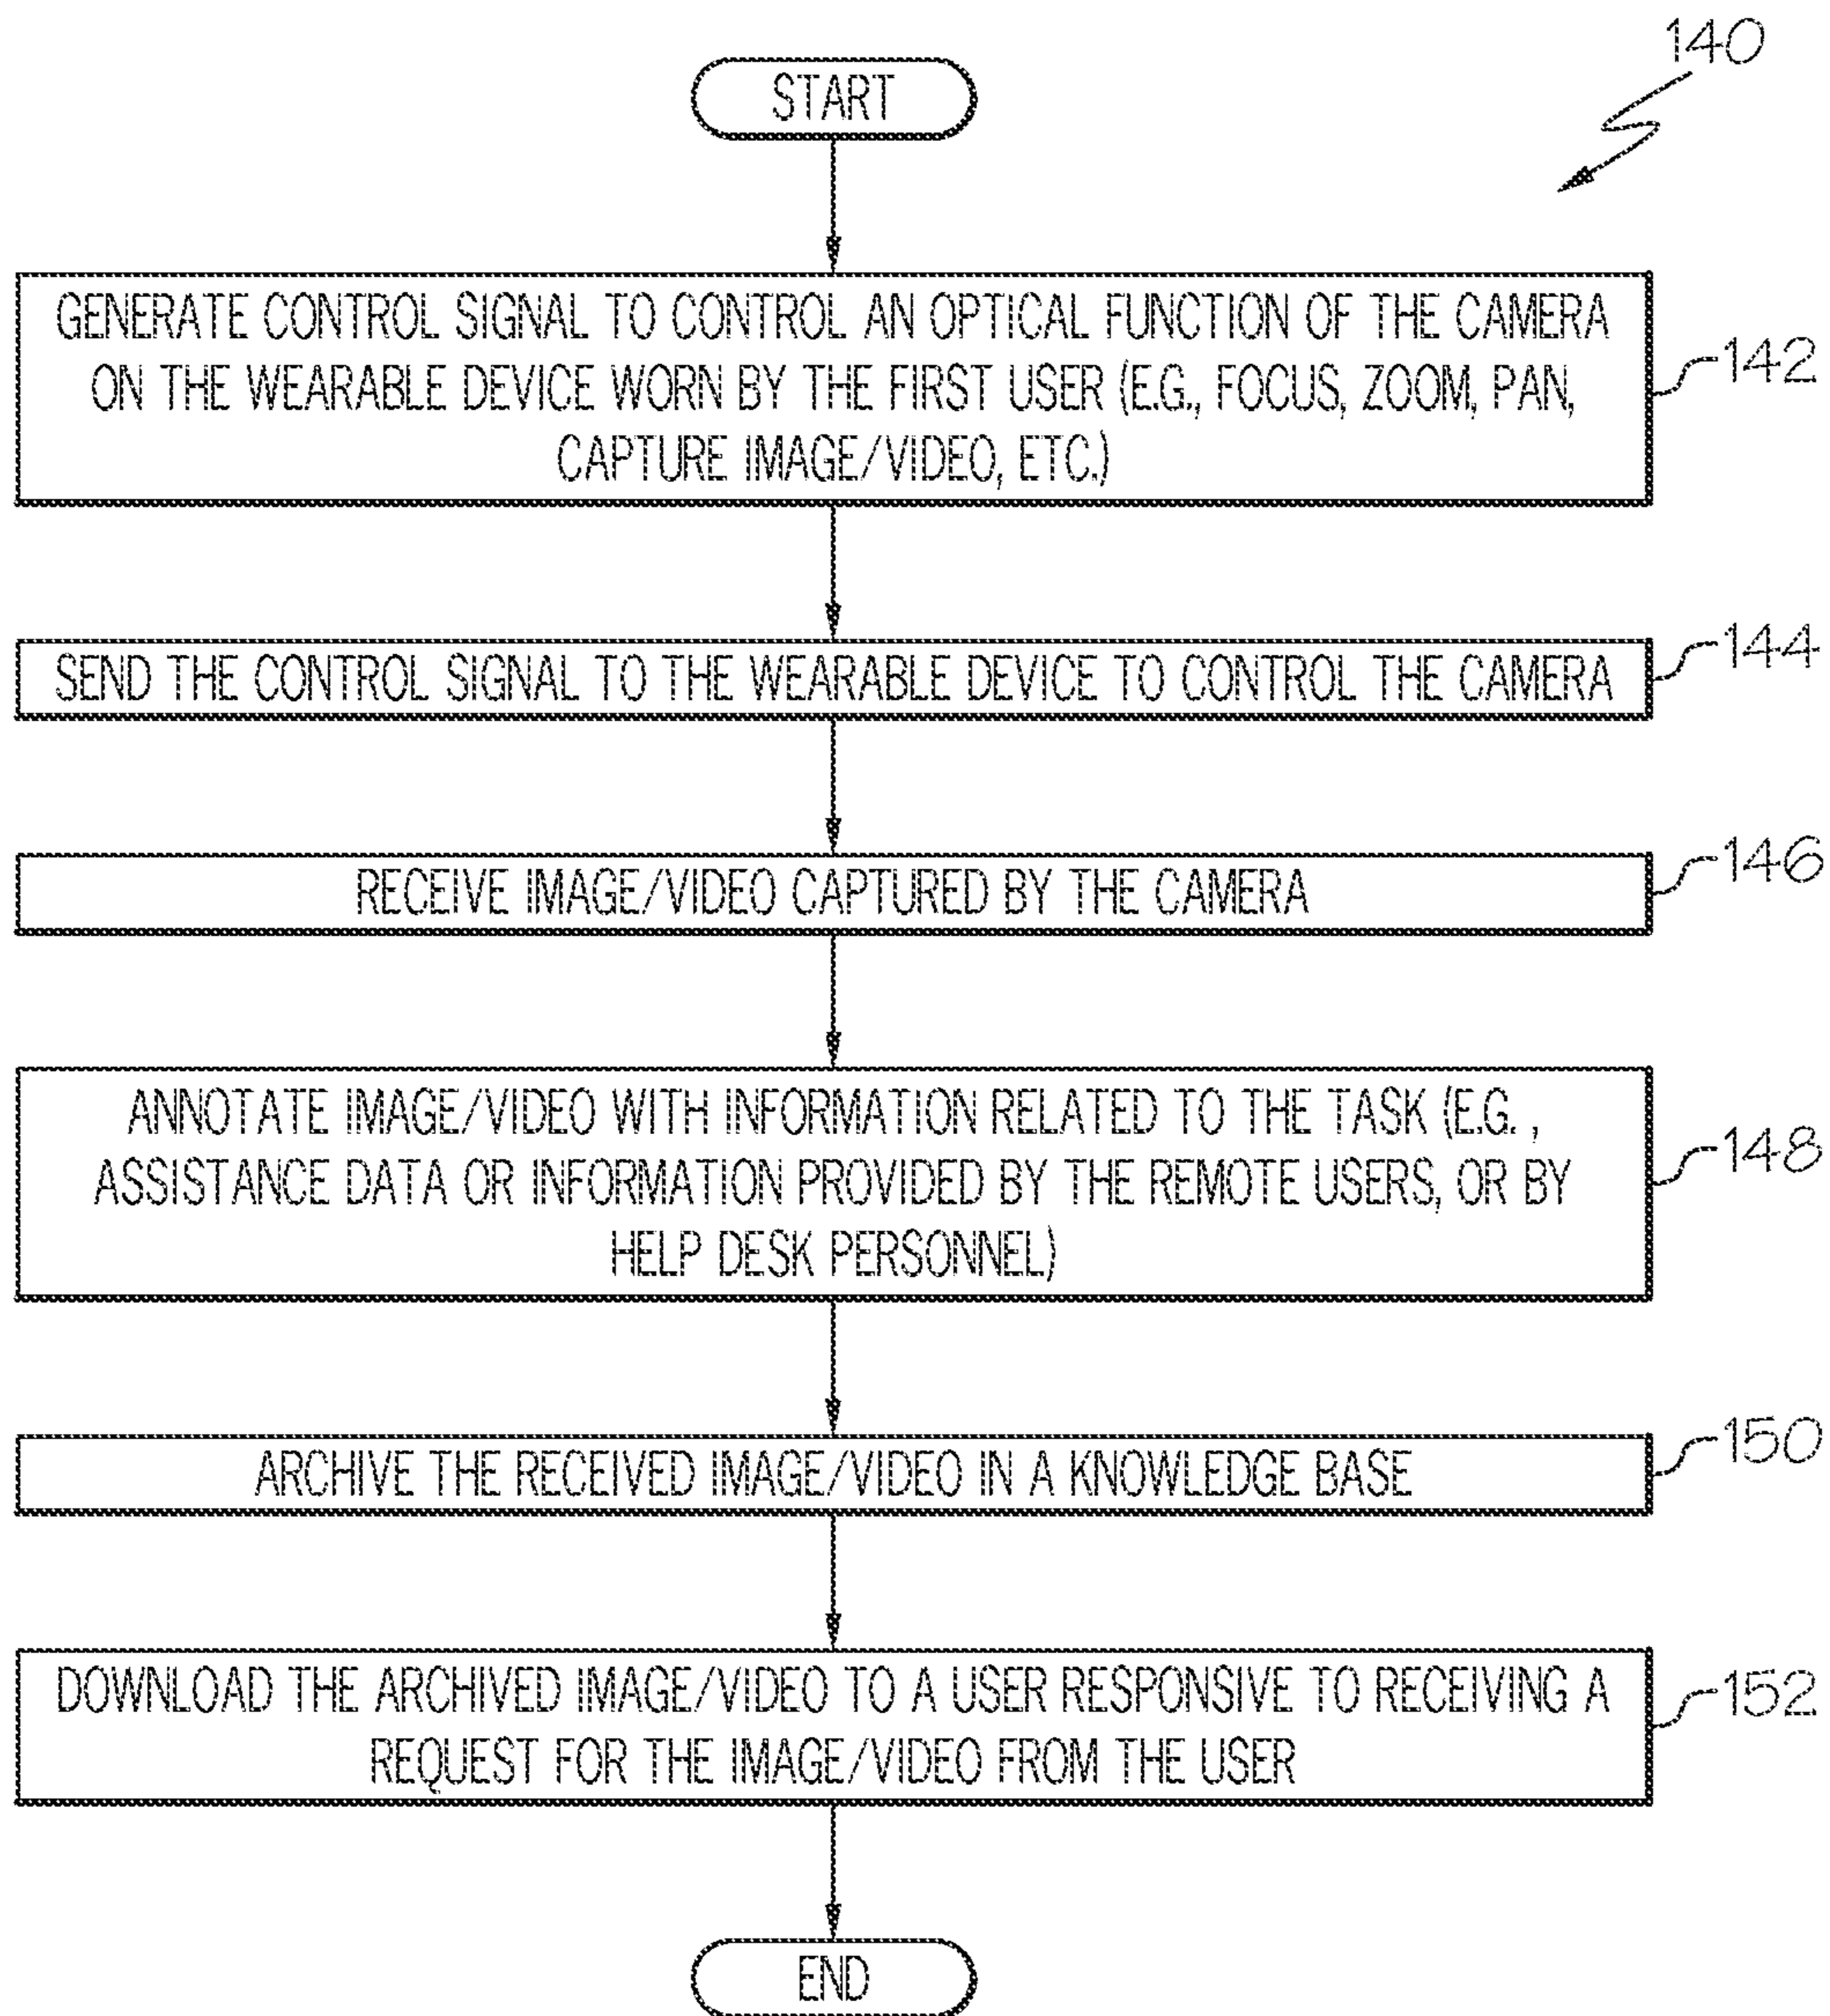 140
START
GENERATE CONTROL SIGNAL TO CONTROL AN OPTICAL FUNCTION OF THE CAMERA
ON THE WEARABLE DEVICE WORN BY THE FIRST USER (E.G., FOCUS, ZOOM, PAN,
CAPTURE IMAGE/VIDEO, ETC.)
142
SEND THE CONTROL SIGNAL TO THE WEARABLE DEVICE TO CONTROL THE CAMERA
144
RECEIVE IMAGE/VIDEO CAPTURED BY THE CAMERA
146
ANNOTATE IMAGE/VIDEO WITH INFORMATION RELATED TO THE TASK (E.G. ,
ASSISTANCE DATA OR INFORMATION PROVIDED BY THE REMOTE USERS, OR BY
HELP DESK PERSONNEL)
148
ARCHIVE THE RECEIVED IMAGE/VIDEO IN A KNOWLEDGE BASE
150
DOWNLOAD THE ARCHIVED IMAGE/VIDEO TO A USER RESPONSIVE TO RECEIVING A
REQUEST FOR THE IMAGE/VIDEO FROM THE USER
152
END